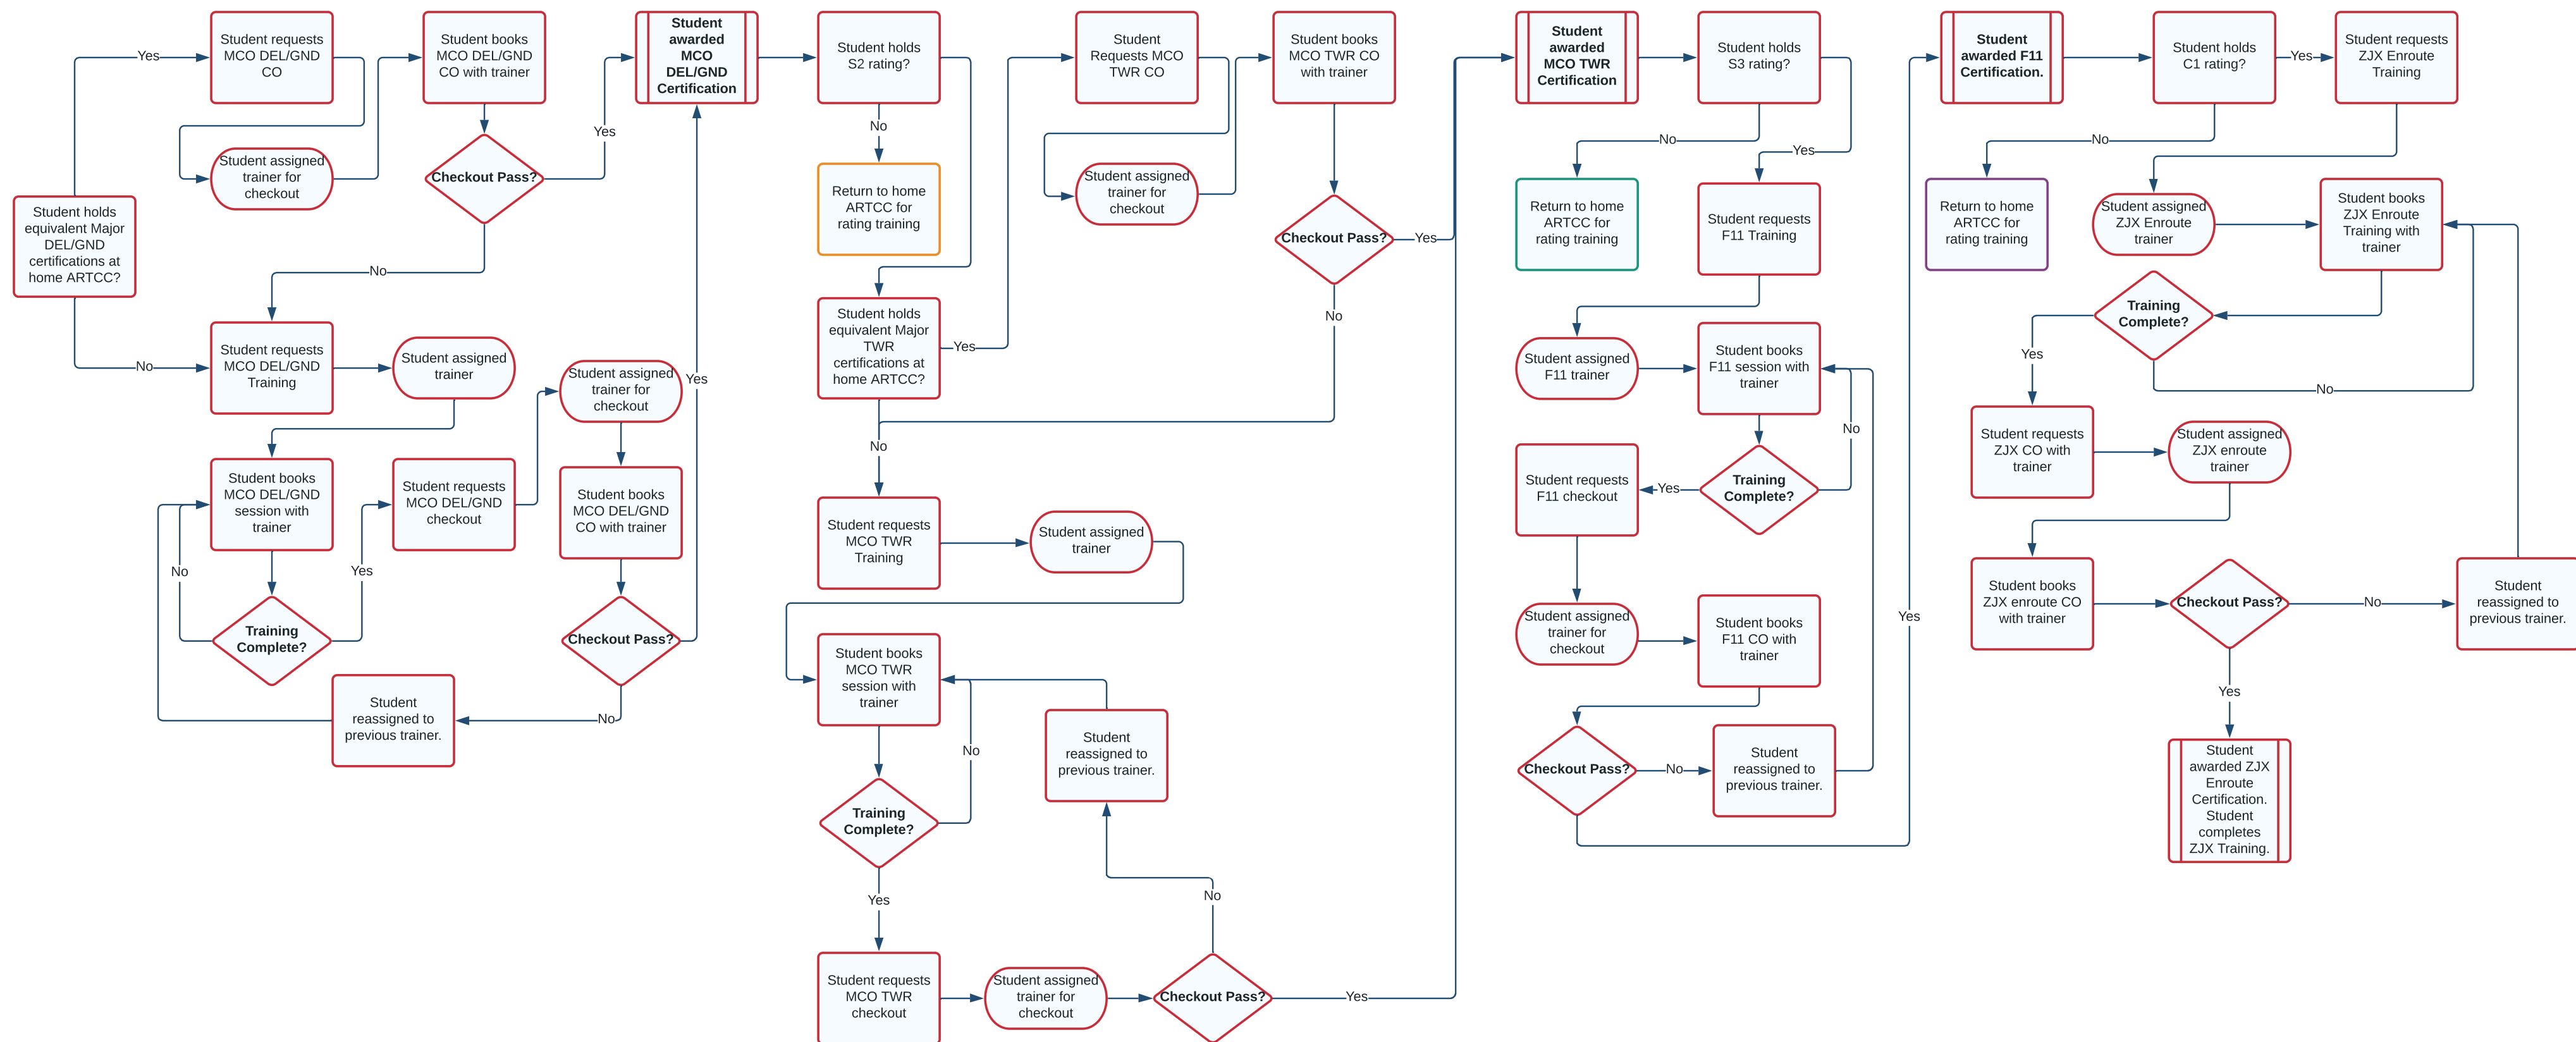 Student requests
MCO DEL/GND
CO
Student books
MCO DEL/GND
CO with trainer
Student
awarded
MCO
DEL/GND
Certification
Yes
Student assigned
trainer for
checkout
Checkout Pass?
Yes
Student holds
equivalent Major
DEL/GND
certifications at
home ARTCC?
No
No
Student requests
MCO DEL/GND
Training
Student assigned
trainer
Student assigned
trainer for
checkout
Yes
Student books
MCO DEL/GND
session with
trainer
Student requests
MCO DEL/GND
checkout
Student books
MCO DEL/GND
CO with trainer
No
Yes
Training
Complete?
Checkout Pass?
Student
reassigned to
previous trainer.
No
Student holds
S2 rating?
Student
Requests MCO
TWR CO
Student books
MCO TWR CO
with trainer
No
Return to home
ARTCC for
rating training
Student assigned
trainer for
checkout
Checkout Pass?
Yes
No
Student holds
equivalent Major
TWR
certifications at
home ARTCC?
Yes
No
Student requests
MCO TWR
Training
Student assigned
trainer
Student books
MCO TWR
session with
trainer
No
Student
reassigned to
previous trainer.
Training
Complete?
Yes
No
Student requests
MCO TWR
checkout
Student assigned
trainer for
checkout
Checkout Pass?
Yes
Student
awarded
MCO TWR
Certification
Student holds
S3 rating?
No
Yes
Return to home
ARTCC for
rating training
Student requests
F11 Training
Student assigned
F11 trainer
Student books
F11 session with
trainer
No
Student requests
F11 checkout
Yes
Training
Complete?
Student assigned
trainer for
checkout
Student books
F11 CO with
trainer
Checkout Pass?
No
Student
reassigned to
previous trainer.
Yes
Student
awarded F11
Certification.
Student holds
C1 rating?
Yes
Student requests
ZJX Enroute
Training
No
Return to home
ARTCC for
rating training
Student assigned
ZJX Enroute
trainer
Student books
ZJX Enroute
Training with
trainer
Training
Complete?
Yes
No
Student requests
ZJX CO with
trainer
Student assigned
ZJX enroute
trainer
Student books
ZJX enroute CO
with trainer
Checkout Pass?
No
Student
reassigned to
previous trainer.
Yes
Student
awarded ZJX
Enroute
Certification.
Student
completes
ZJX Training.